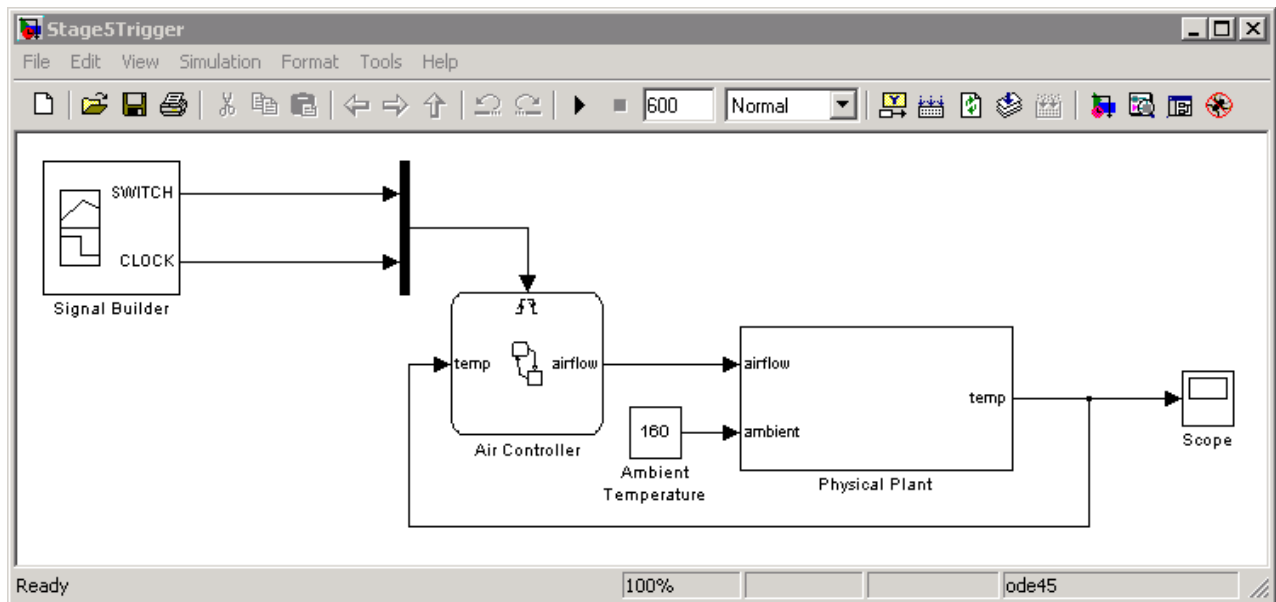 Stage5Trigger
File Edit View Simulation Format Tools Help
600 Normal
SWITCH
CLOCK
Signal Builder
temp airflow
Air Controller
160
Ambient
Temperature
airflow
ambient
temp
Physical Plant
Scope
Ready 100% ode45